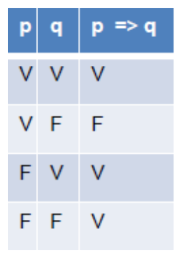 p q p => q
V V V
V F F
F V V
F F V